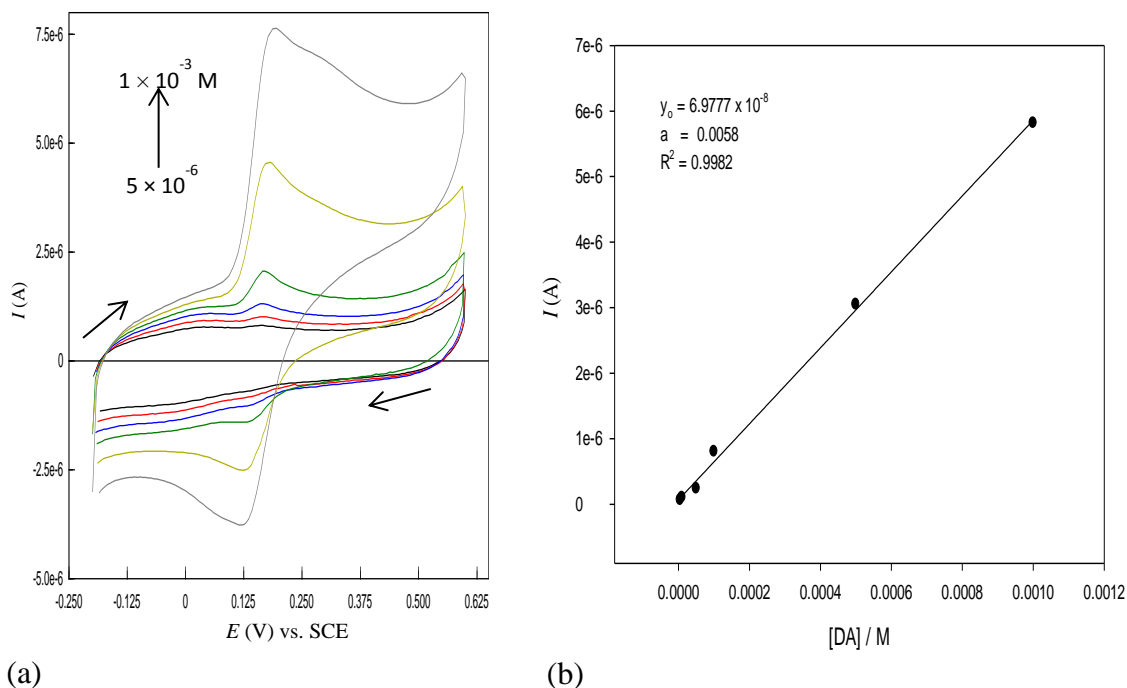 7.5e-6
5.0e-6
2.5e-6
0
-2.5e-6
-5.0e-6
I (A)
1 × 10⁻³ M
5 × 10⁻⁶
-0.250 -0.125 0 0.125 0.250 0.375 0.500 0.625
E (V) vs. SCE
(a)
7e-6
6e-6
5e-6
4e-6
3e-6
2e-6
1e-6
0
I (A)
yₒ = 6.9777 x 10⁻⁸
a = 0.0058
R² = 0.9982
0.0000 0.0002 0.0004 0.0006 0.0008 0.0010 0.0012
[DA] / M
(b)